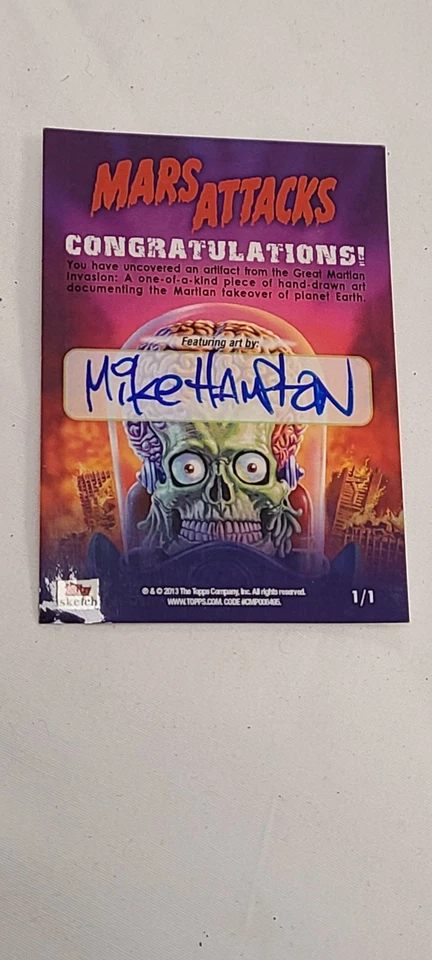 MARS ATTACKS
CONGRATULATIONS!
You have uncovered an artifact from the Great Martian
Invasion: A one-of-a-kind piece of hand-drawn art
documenting the Martian takeover of planet Earth.
Featuring art by:
Mike HAMPTON
® & © 2013 The Topps Company, Inc. All rights reserved.
WWW.TOPPS.COM. CODE #CMP006495.
1/1
sketch